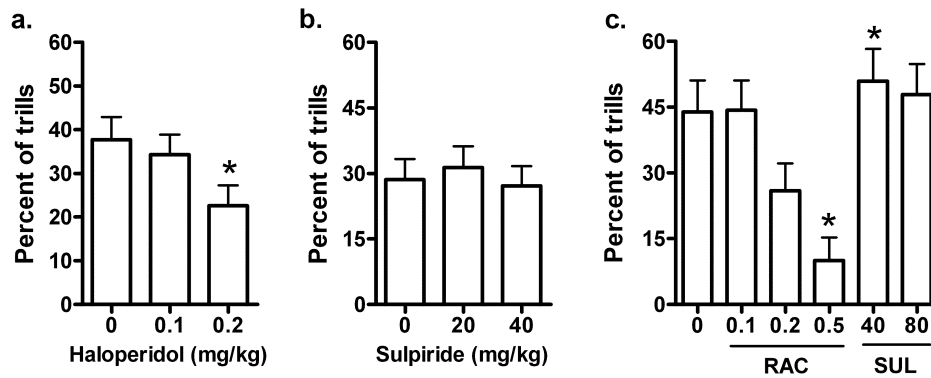 a.
Percent of trills
60
50
40
30
20
10
0
*
0 0.1 0.2
Haloperidol (mg/kg)
b.
Percent of trills
60
45
30
15
0
0 20 40
Sulpiride (mg/kg)
c.
Percent of trills
60
45
30
15
0
*
*
0 0.1 0.2 0.5 40 80
RAC SUL